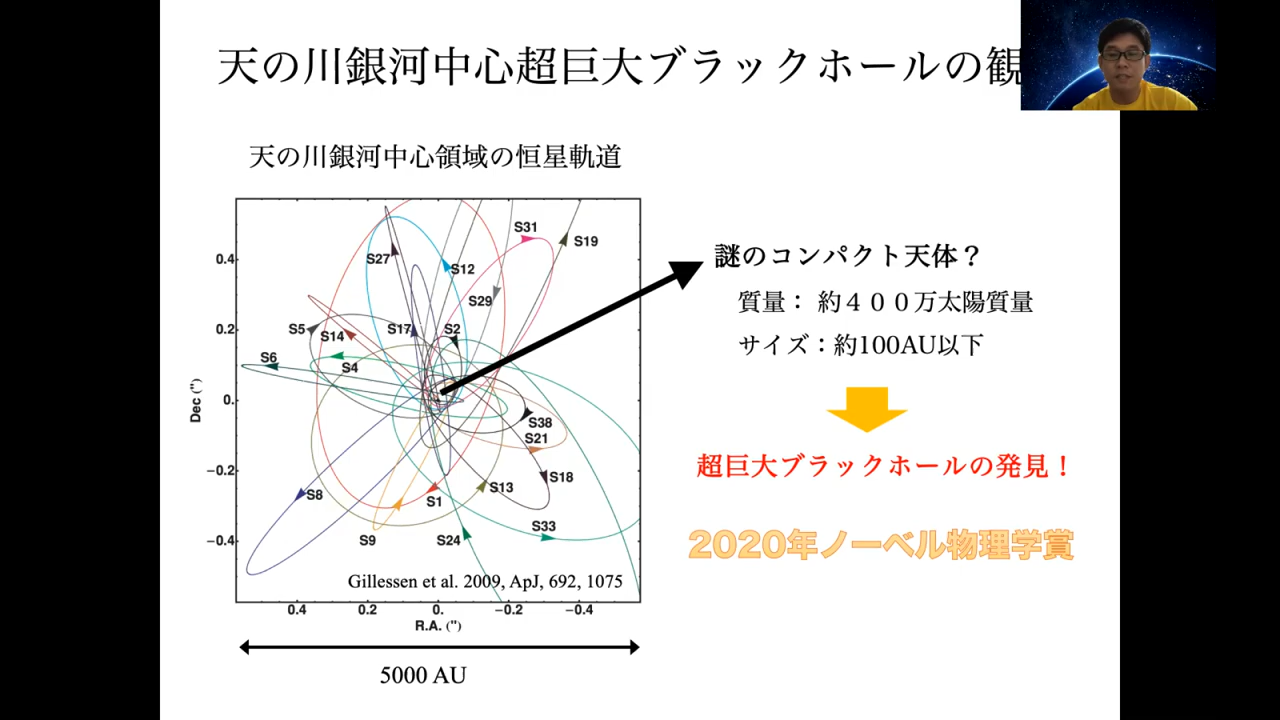 天の川銀河中心超巨大ブラックホールの観
天の川銀河中心領域の恒星軌道
謎のコンパクト天体？
質量： 約４００万太陽質量
サイズ：約100AU以下
超巨大ブラックホールの発見！
2020年ノーベル物理学賞
S31
S19
S27
S12
S29
S5
S14
S17
S2
S6
S4
S38
S21
S18
S8
S13
S1
S33
S9
S24
0.4
0.2
0.
−0.2
−0.4
Dec (")
Gillessen et al. 2009, ApJ, 692, 1075
0.4 0.2 0. −0.2 −0.4
R.A. (")
5000 AU